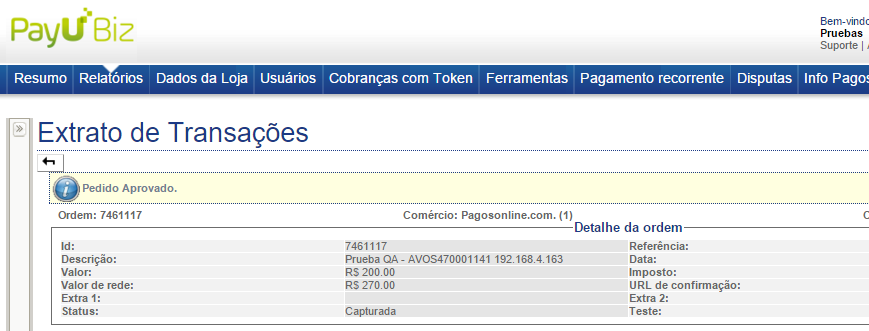 PayU Biz
Bem-vindo
Pruebas
Suporte |
Resumo Relatórios Dados da Loja Usuários Cobranças com Token Ferramentas Pagamento recorrente Disputas Info Pagos
Extrato de Transações
Pedido Aprovado.
Ordem: 7461117 Comércio: Pagosonline.com. (1)
Detalhe da ordem
Id: 7461117 Referência:
Descrição: Prueba QA - AVOS470001141 192.168.4.163 Data:
Valor: R$ 200.00 Imposto:
Valor de rede: R$ 270.00 URL de confirmação:
Extra 1: Extra 2:
Status: Capturada Teste: